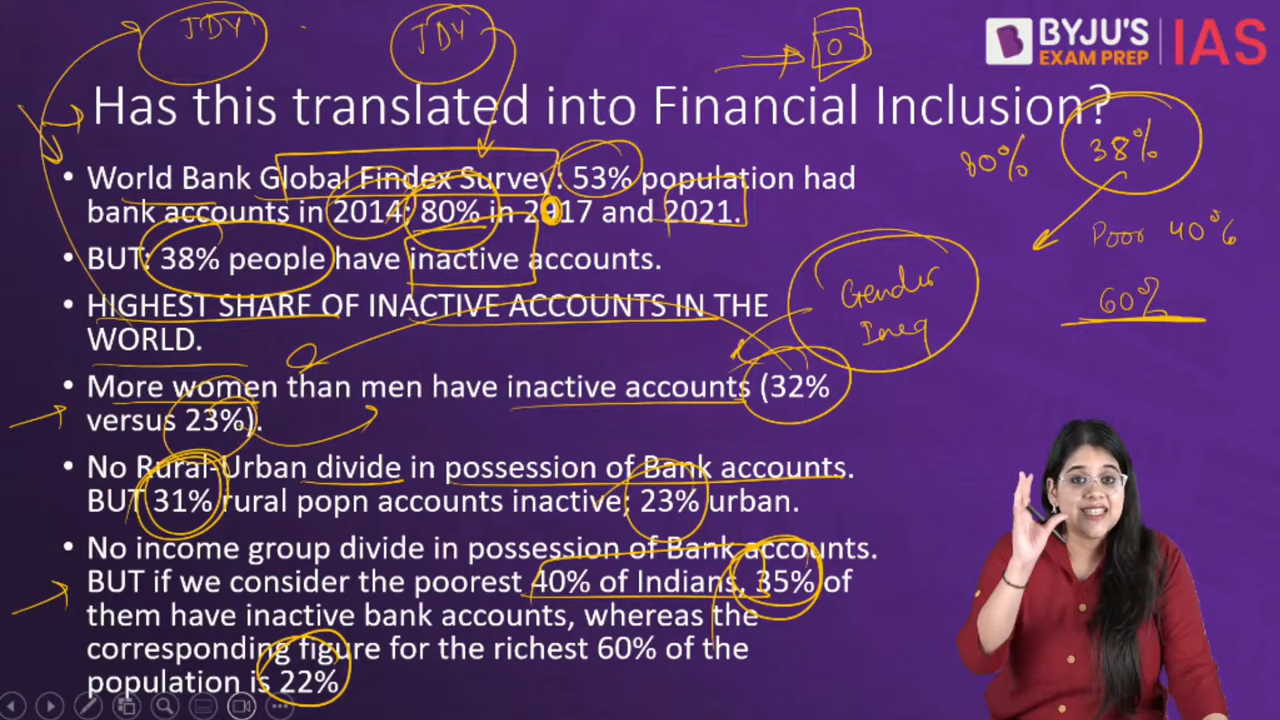 JDY
JDY
BYJU'S
EXAM PREP
IAS
Has this translated into Financial Inclusion?
80%
38%
• World Bank Global Findex Survey: 53% population had
bank accounts in 2014; 80% in 2017 and 2021.
Poor 40%
• BUT: 38% people have inactive accounts.
60%
Gender
Ineq
• HIGHEST SHARE OF INACTIVE ACCOUNTS IN THE
WORLD.
• More women than men have inactive accounts (32%
versus 23%).
• No Rural-Urban divide in possession of Bank accounts.
BUT 31% rural popn accounts inactive; 23% urban.
• No income group divide in possession of Bank accounts.
BUT if we consider the poorest 40% of Indians, 35% of
them have inactive bank accounts, whereas the
corresponding figure for the richest 60% of the
population is 22%